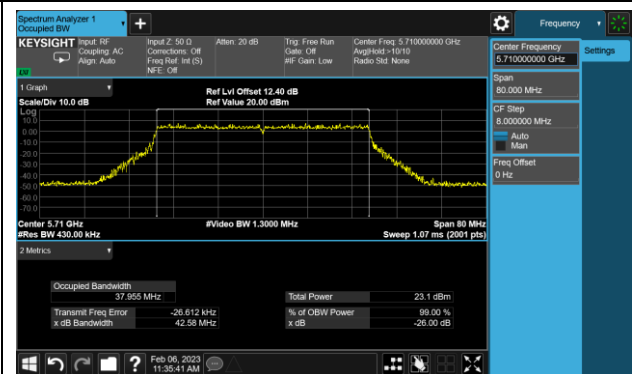 Spectrum Analyzer 1
Occupied BW
Frequency
KEYSIGHT
Input: RF
Coupling: AC
Align: Auto
Input Z: 50 Ω
Corrections: Off
Freq Ref: Int (S)
NFE: Off
Atten: 20 dB
Trig: Free Run
Gate: Off
#IF Gain: Low
Center Freq: 5.710000000 GHz
Avg|Hold:>10/10
Radio Std: None
Center Frequency
5.710000000 GHz
Settings
Span
80.000 MHz
CF Step
8.000000 MHz
Auto
Man
Freq Offset
0 Hz
1 Graph
Scale/Div 10.0 dB
Ref Lvl Offset 12.40 dB
Ref Value 20.00 dBm
Log
10.0
0.00
-10.0
-20.0
-30.0
-40.0
-50.0
-60.0
-70.0
Center 5.71 GHz
#Video BW 1.3000 MHz
Span 80 MHz
#Res BW 430.00 kHz
Sweep 1.07 ms (2001 pts)
2 Metrics
Occupied Bandwidth
37.955 MHz
Total Power 23.1 dBm
Transmit Freq Error -26.612 kHz
% of OBW Power 99.00 %
x dB Bandwidth 42.58 MHz
x dB -26.00 dB
?
Feb 06, 2023
11:35:41 AM